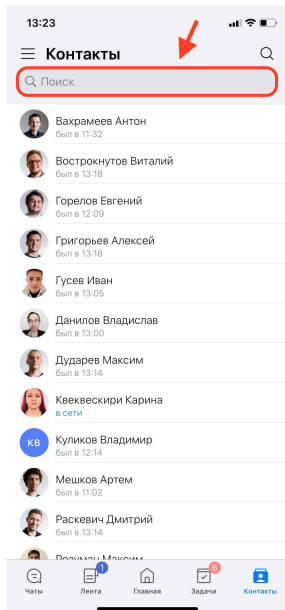 13:23
Контакты
Поиск
Вахрамеев Антон
был в 11:32
Вострокнутов Виталий
был в 13:18
Горелов Евгений
был в 12:09
Григорьев Алексей
был в 13:18
Гусев Иван
был в 13:05
Данилов Владислав
был в 13:00
Дударев Максим
был в 13:14
Квеквескири Карина
в сети
КВ
Куликов Владимир
был в 12:14
Мешков Артем
был в 11:02
Раскевич Дмитрий
был в 13:14
1
6
Чаты
Лента
Главная
Задачи
Контакты